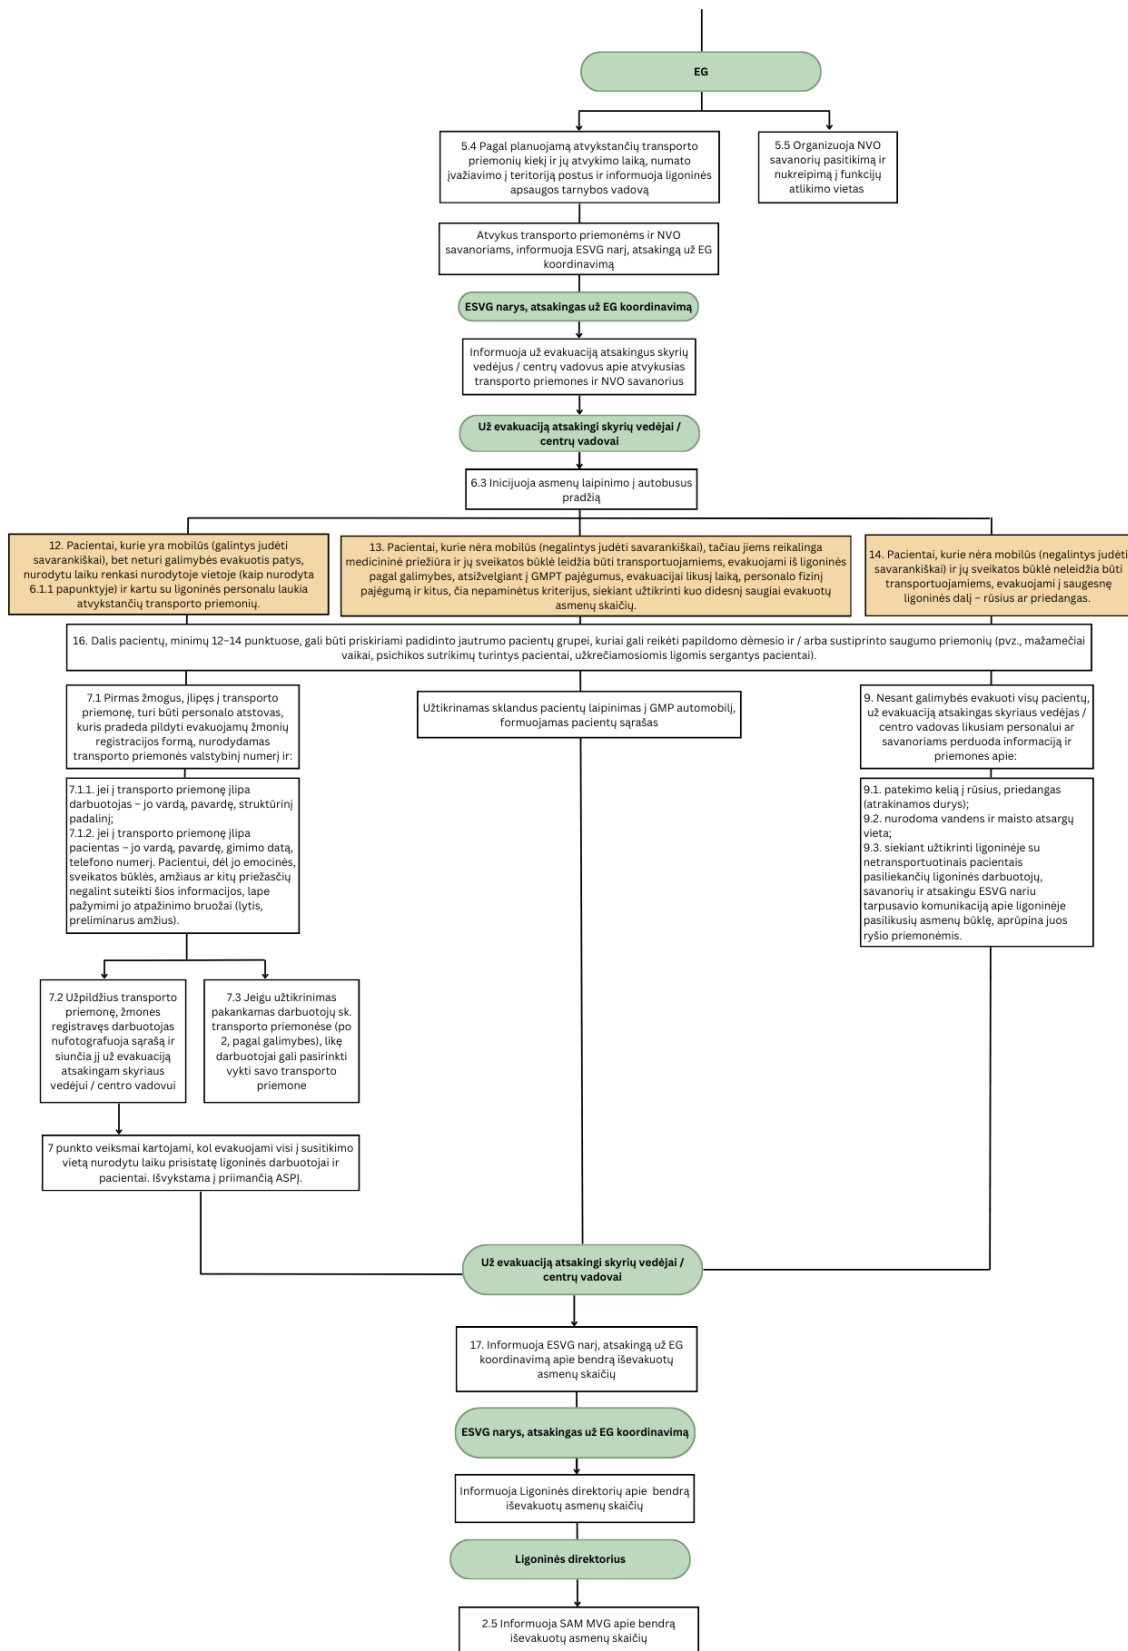 EG
5.4 Pagal planuojamą atvykstančių transporto
priemonių kiekį ir jų atvykimo laiką, numato
įvažiavimo į teritoriją postus ir informuoja ligoninės
apsaugos tarnybos vadovą
5.5 Organizuoja NVO
savanorių pasitikimą ir
nukreipimą į funkcijų
atlikimo vietas
Atvykus transporto priemonėms ir NVO
savanoriams, informuoja ESVG narį, atsakingą už EG
koordinavimą
ESVG narys, atsakingas už EG koordinavimą
Informuoja už evakuaciją atsakingus skyrių
vedėjus / centrų vadovus apie atvykusias
transporto priemones ir NVO savanorius
Už evakuaciją atsakingi skyrių vedėjai /
centrų vadovai
6.3 Inicijuoja asmenų laipinimo į autobusus
pradžią
12. Pacientai, kurie yra mobilūs (galintys judėti
savarankiškai), bet neturi galimybės evakuotis patys,
nurodytu laiku renkasi nurodytoje vietoje (kaip nurodyta
6.1.1 papunktyje) ir kartu su ligoninės personalu laukia
atvykstančių transporto priemonių.
13. Pacientai, kurie nėra mobilūs (negalintys judėti savarankiškai), tačiau jiems reikalinga
medicininė priežiūra ir jų sveikatos būklė leidžia būti transportuojamiems, evakuojami iš ligoninės
pagal galimybes, atsižvelgiant į GMPT pajėgumus, evakuacijai likusį laiką, personalo fizinį
pajėgumą ir kitus, čia nepaminėtus kriterijus, siekiant užtikrinti kuo didesnį saugiai evakuotų
asmenų skaičių.
14. Pacientai, kurie nėra mobilūs (negalintys judėti
savarankiškai) ir jų sveikatos būklė neleidžia būti
transportuojamiems, evakuojami į saugesnę
ligoninės dalį – rūsius ar priedangas.
16. Dalis pacientų, minimų 12–14 punktuose, gali būti priskiriami padidinto jautrumo pacientų grupei, kuriai gali reikėti papildomo dėmesio ir / arba sustiprinto saugumo priemonių (pvz., mažamečiai
vaikai, psichikos sutrikimų turintys pacientai, užkrečiamosiomis ligomis sergantys pacientai).
7.1 Pirmas žmogus, įlipęs į transporto
priemonę, turi būti personalo atstovas,
kuris pradeda pildyti evakuojamų žmonių
registracijos formą, nurodydamas
transporto priemonės valstybinį numerį ir:
Užtikrinamas sklandus pacientų laipinimas į GMP automobilį,
formuojamas pacientų sąrašas
9. Nesant galimybės evakuoti visų pacientų,
už evakuaciją atsakingas skyriaus vedėjas /
centro vadovas likusiam personalui ar
savanoriams perduoda informaciją ir
priemones apie:
7.1.1. jei į transporto priemonę įlipa
darbuotojas – jo vardą, pavardę, struktūrinį
padalinį;
7.1.2. jei į transporto priemonę įlipa
pacientas – jo vardą, pavardę, gimimo datą,
telefono numerį. Pacientui, dėl jo emocinės,
sveikatos būklės, amžiaus ar kitų priežasčių
negalint suteikti šios informacijos, lape
pažymimi jo atpažinimo bruožai (lytis,
preliminarus amžius).
9.1. patekimo kelią į rūsius, priedangas
(atrakinamos durys);
9.2. nurodoma vandens ir maisto atsargų
vieta;
9.3. siekiant užtikrinti ligoninėje su
netransportuotinais pacientais
pasiliekančių ligoninės darbuotojų,
savanorių ir atsakingu ESVG nariu
tarpusavio komunikaciją apie ligoninėje
pasilikusių asmenų būklę, aprūpina juos
ryšio priemonėmis.
7.2 Užpildžius transporto
priemonę, žmones
registravęs darbuotojas
nufotografuoja sąrašą ir
siunčia jį už evakuaciją
atsakingam skyriaus
vedėjui / centro vadovui
7.3 Jeigu užtikrinimas
pakankamas darbuotojų sk.
transporto priemonėse (po
2, pagal galimybes), likę
darbuotojai gali pasirinkti
vykti savo transporto
priemone
7 punkto veiksmai kartojami, kol evakuojami visi į susitikimo
vietą nurodytu laiku prisistatę ligoninės darbuotojai ir
pacientai. Išvykstama į priimančią ASPĮ.
Už evakuaciją atsakingi skyrių vedėjai /
centrų vadovai
17. Informuoja ESVG narį, atsakingą už EG
koordinavimą apie bendrą iševakuotų
asmenų skaičių
ESVG narys, atsakingas už EG koordinavimą
Informuoja Ligoninės direktorių apie bendrą
iševakuotų asmenų skaičių
Ligoninės direktorius
2.5 Informuoja SAM MVG apie bendrą
iševakuotų asmenų skaičių